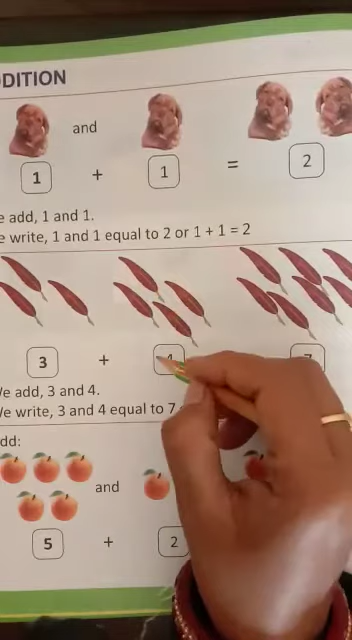 DITION
and
1 + 1 = 2
e add, 1 and 1.
e write, 1 and 1 equal to 2 or 1 + 1 = 2
3 + 4 7
We add, 3 and 4.
We write, 3 and 4 equal to 7
dd:
and
5 + 2